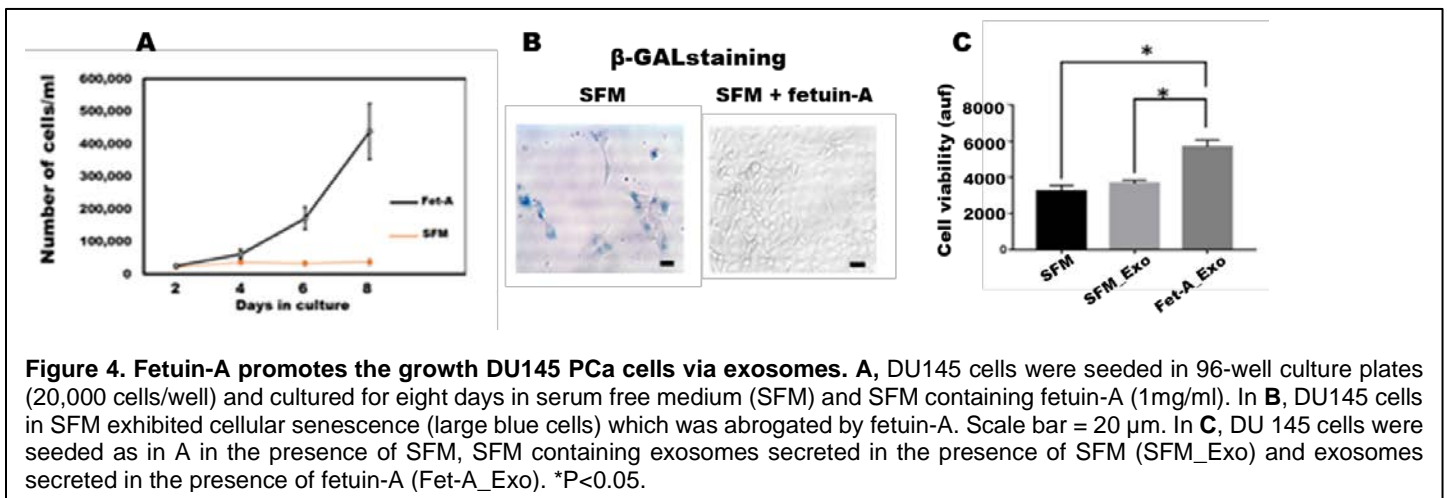 A
Number of cells/ml
600,000
500,000
400,000
300,000
200,000
100,000
0
2 4 6 8
Days in culture
Fet-A
SFM
B
β-GALstaining
SFM SFM + fetuin-A
C
* 
*
Cell viability (auf)
8000
6000
4000
2000
0
SFM
SFM_Exo
Fet-A_Exo
Figure 4. Fetuin-A promotes the growth DU145 PCa cells via exosomes. A, DU145 cells were seeded in 96-well culture plates
(20,000 cells/well) and cultured for eight days in serum free medium (SFM) and SFM containing fetuin-A (1mg/ml). In B, DU145 cells
in SFM exhibited cellular senescence (large blue cells) which was abrogated by fetuin-A. Scale bar = 20 µm. In C, DU 145 cells were
seeded as in A in the presence of SFM, SFM containing exosomes secreted in the presence of SFM (SFM_Exo) and exosomes
secreted in the presence of fetuin-A (Fet-A_Exo). *P<0.05.